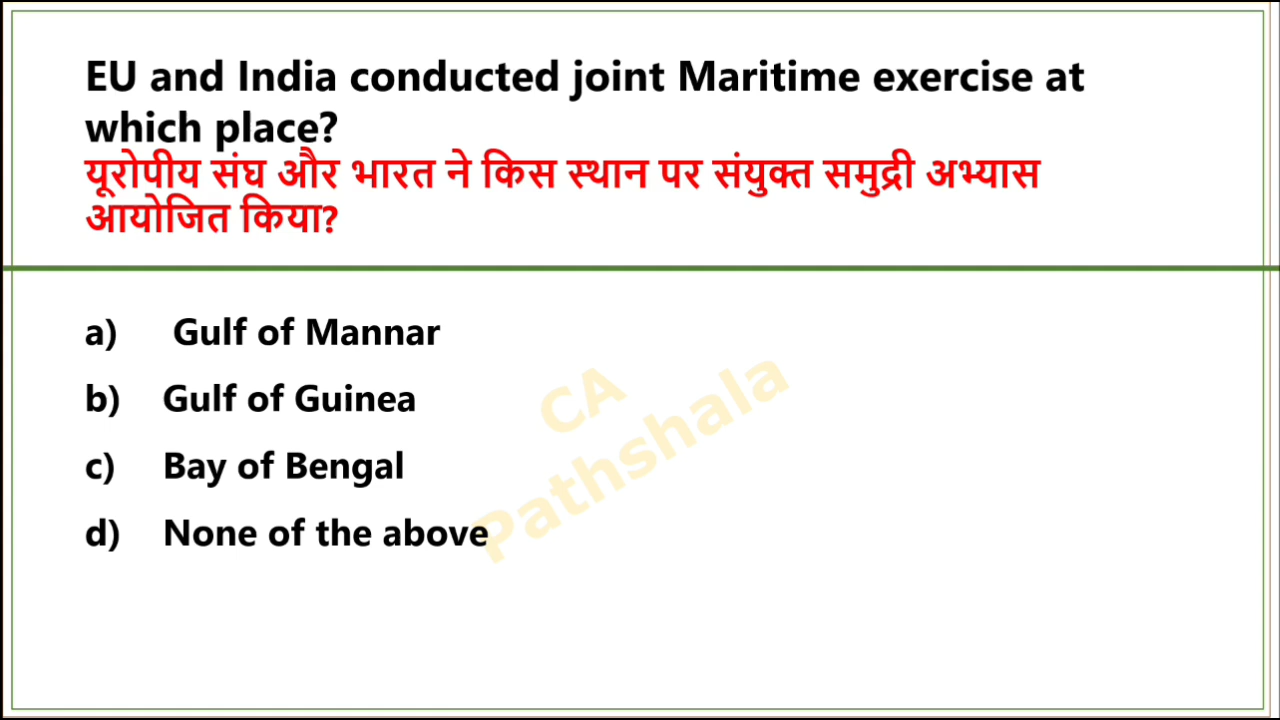 EU and India conducted joint Maritime exercise at
which place?
यूरोपीय संघ और भारत ने किस स्थान पर संयुक्त समुद्री अभ्यास
आयोजित किया?
a) Gulf of Mannar
b) Gulf of Guinea
c) Bay of Bengal
d) None of the above
CA
Pathshala